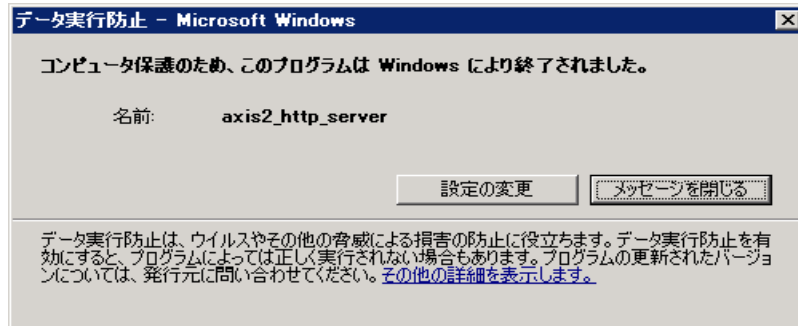 データ実行防止 - Microsoft Windows
コンピュータ保護のため、このプログラムは Windows により終了されました。
名前: axis2_http_server
設定の変更 メッセージを閉じる
データ実行防止は、ウイルスやその他の脅威による損害の防止に役立ちます。データ実行防止を有
効にすると、プログラムによっては正しく実行されない場合もあります。プログラムの更新されたバージョ
ンについては、発行元に問い合わせてください。その他の詳細を表示します。